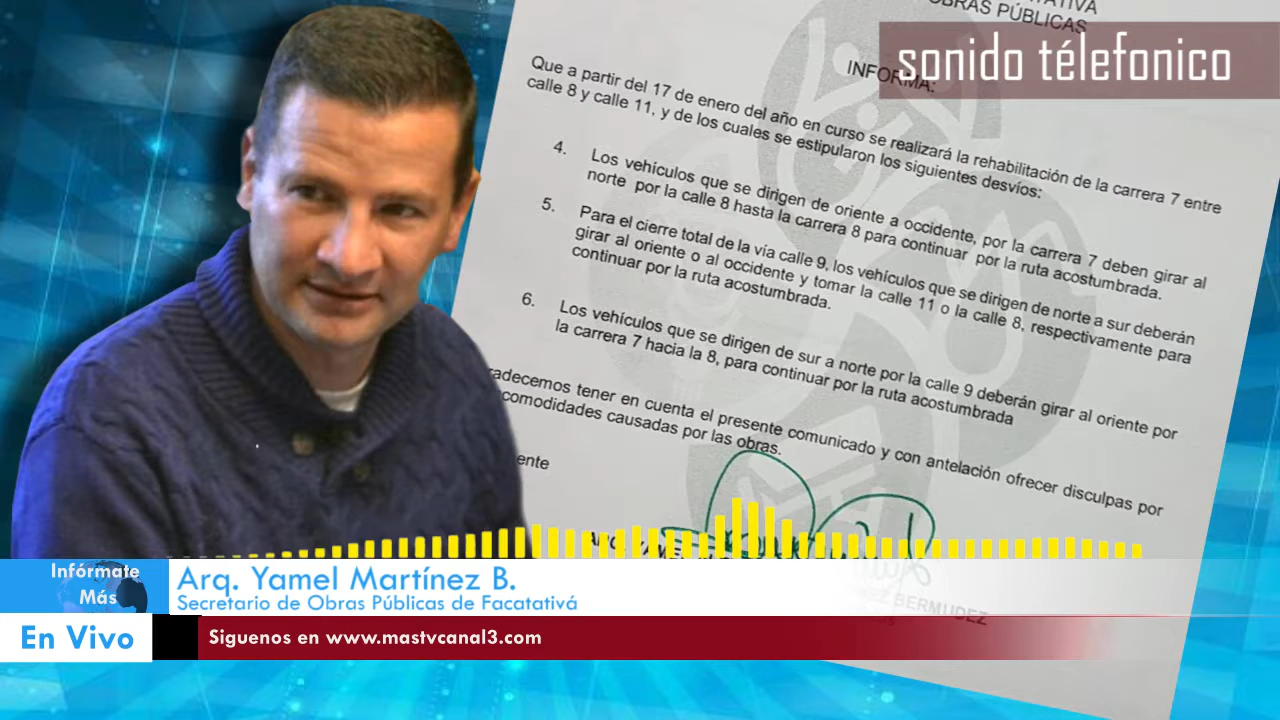 OBRAS PÚBLICAS
sonido télefonico
INFORMA:
Que a partir del 17 de enero del año en curso se realizará la rehabilitación de la carrera 7 entre
calle 8 y calle 11, y de los cuales se estipularon los siguientes desvíos:
4. Los vehículos que se dirigen de oriente a occidente, por la carrera 7 deben girar al
norte por la calle 8 hasta la carrera 8 para continuar por la ruta acostumbrada.
5. Para el cierre total de la vía calle 9, los vehículos que se dirigen de norte a sur deberán
girar al oriente o al occidente y tomar la calle 11 o la calle 8, respectivamente para
continuar por la ruta acostumbrada.
6. Los vehículos que se dirigen de sur a norte por la calle 9 deberán girar al oriente por
la carrera 7 hacia la 8, para continuar por la ruta acostumbrada
radecemos tener en cuenta el presente comunicado y con antelación ofrecer disculpas por
comodidades causadas por las obras.
ente
BERMUDEZ
Infórmate
Más
Arq. Yamel Martínez B.
Secretario de Obras Públicas de Facatativá
En Vivo
Siguenos en www.mastvcanal3.com